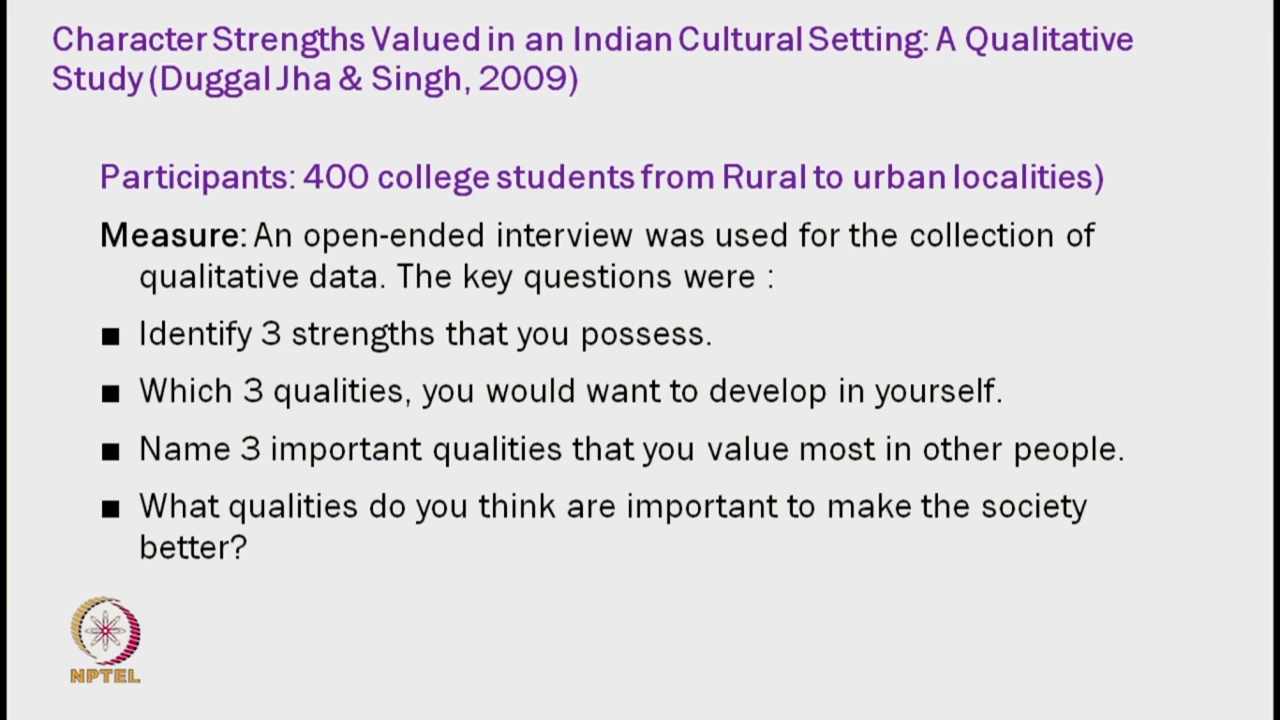 Character Strengths Valued in an Indian Cultural Setting: A Qualitative
Study (Duggal Jha & Singh, 2009)
Participants: 400 college students from Rural to urban localities)
Measure: An open-ended interview was used for the collection of
qualitative data. The key questions were :
■ Identify 3 strengths that you possess.
■ Which 3 qualities, you would want to develop in yourself.
■ Name 3 important qualities that you value most in other people.
■ What qualities do you think are important to make the society
better?
NPTEL